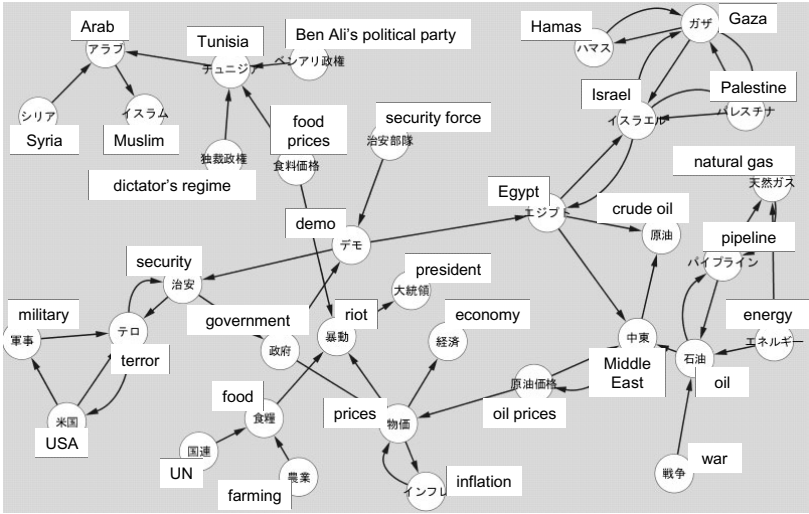 Arab
アラブ
Tunisia
チュニジア
Ben Ali's political party
ベンアリ政権
Hamas
ハマス
ガザ
Gaza
シリア
Syria
イスラム
Muslim
独裁政権
dictator's regime
food
prices
食料価格
security force
治安部隊
Israel
イスラエル
Palestine
パレスチナ
natural gas
天然ガス
Egypt
エジプト
crude oil
原油
demo
デモ
pipeline
パイプライン
security
治安
president
大統領
military
軍事
テロ
terror
government
政府
riot
暴動
economy
経済
中東
Middle
East
石油
oil
energy
エネルギー
米国
USA
food
食糧
prices
物価
原油価格
oil prices
国連
UN
農業
farming
インフレ
inflation
戦争
war